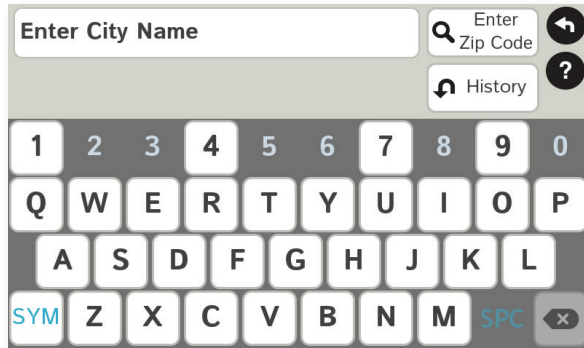 Enter City Name
Enter
Zip Code
?
History
1 2 3 4 5 6 7 8 9 0
Q W E R T Y U I O P
A S D F G H J K L
SYM Z X C V B N M SPC